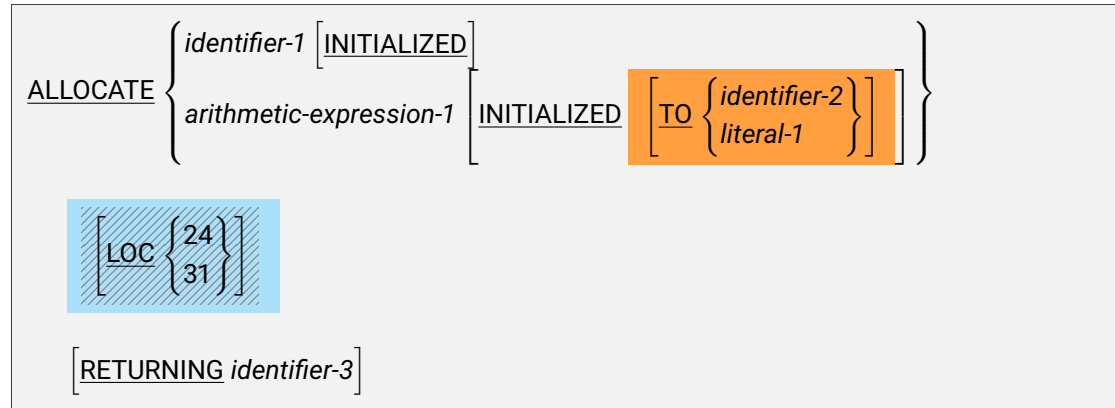 ALLOCATE { identifier-1 [INITIALIZED]
arithmetic-expression-1 [INITIALIZED [TO { identifier-2
literal-1 }]] }
[LOC { 24
31 }]
[RETURNING identifier-3]